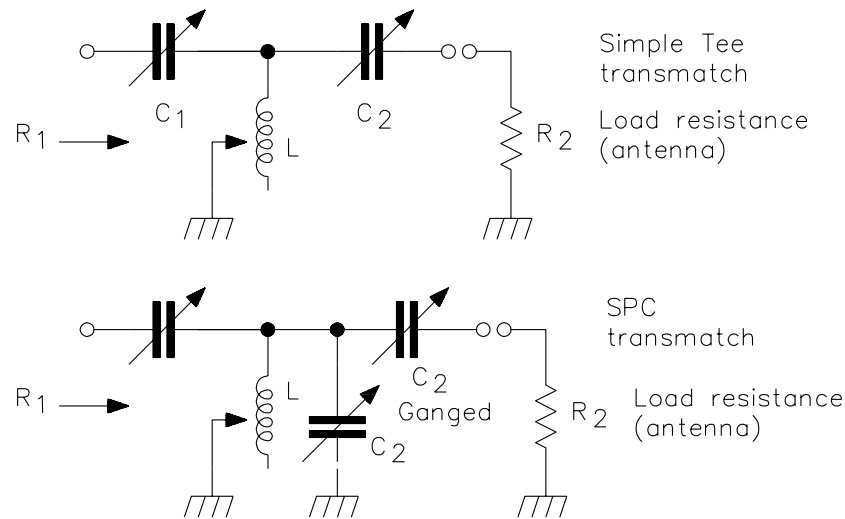 Simple Tee
transmatch
C1
C2
R1
L
R2
Load resistance
(antenna)
SPC
transmatch
R1
L
C2
Ganged
C2
R2
Load resistance
(antenna)